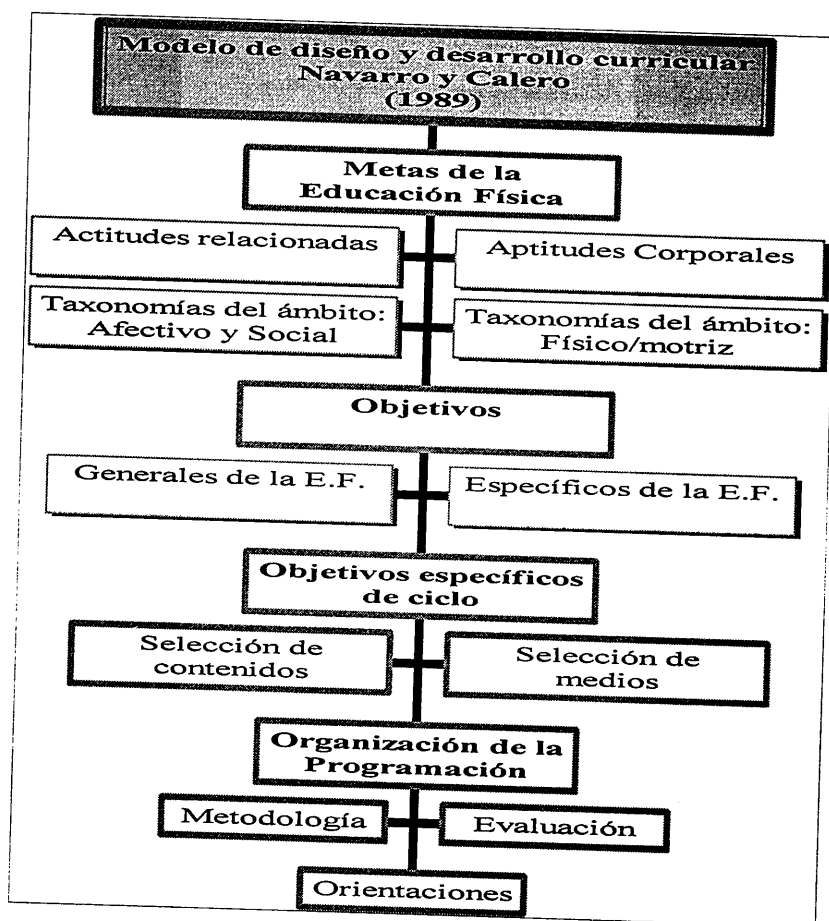 Modelo de diseño y desarrollo curricular
Navarro y Calero
(1989)
Metas de la
Educación Física
Actitudes relacionadas
Aptitudes Corporales
Taxonomías del ámbito:
Afectivo y Social
Taxonomías del ámbito:
Físico/motriz
Objetivos
Generales de la E.F.
Específicos de la E.F.
Objetivos específicos
de ciclo
Selección de
contenidos
Selección de
medios
Organización de la
Programación
Metodología
Evaluación
Orientaciones